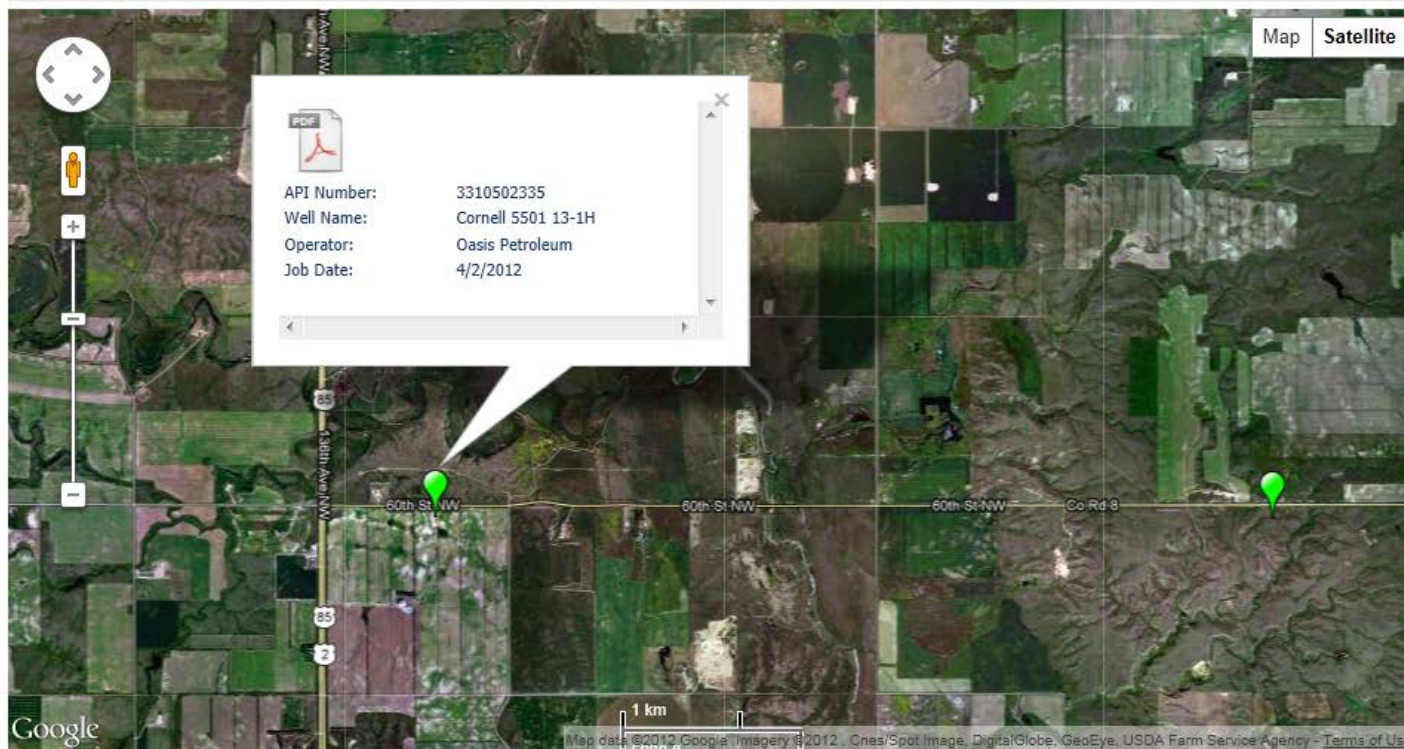 Map Satellite
h Ave NW
PDF
API Number: 3310502335
Well Name: Cornell 5501 13-1H
Operator: Oasis Petroleum
Job Date: 4/2/2012
85
136th Ave NW
60th St NW
60th St NW
60th St NW
Co Rd 8
85
2
1 km
Google
Map data ©2012 Google Imagery ©2012 , Cnes/Spot Image, DigitalGlobe, GeoEye, USDA Farm Service Agency - Terms of Us